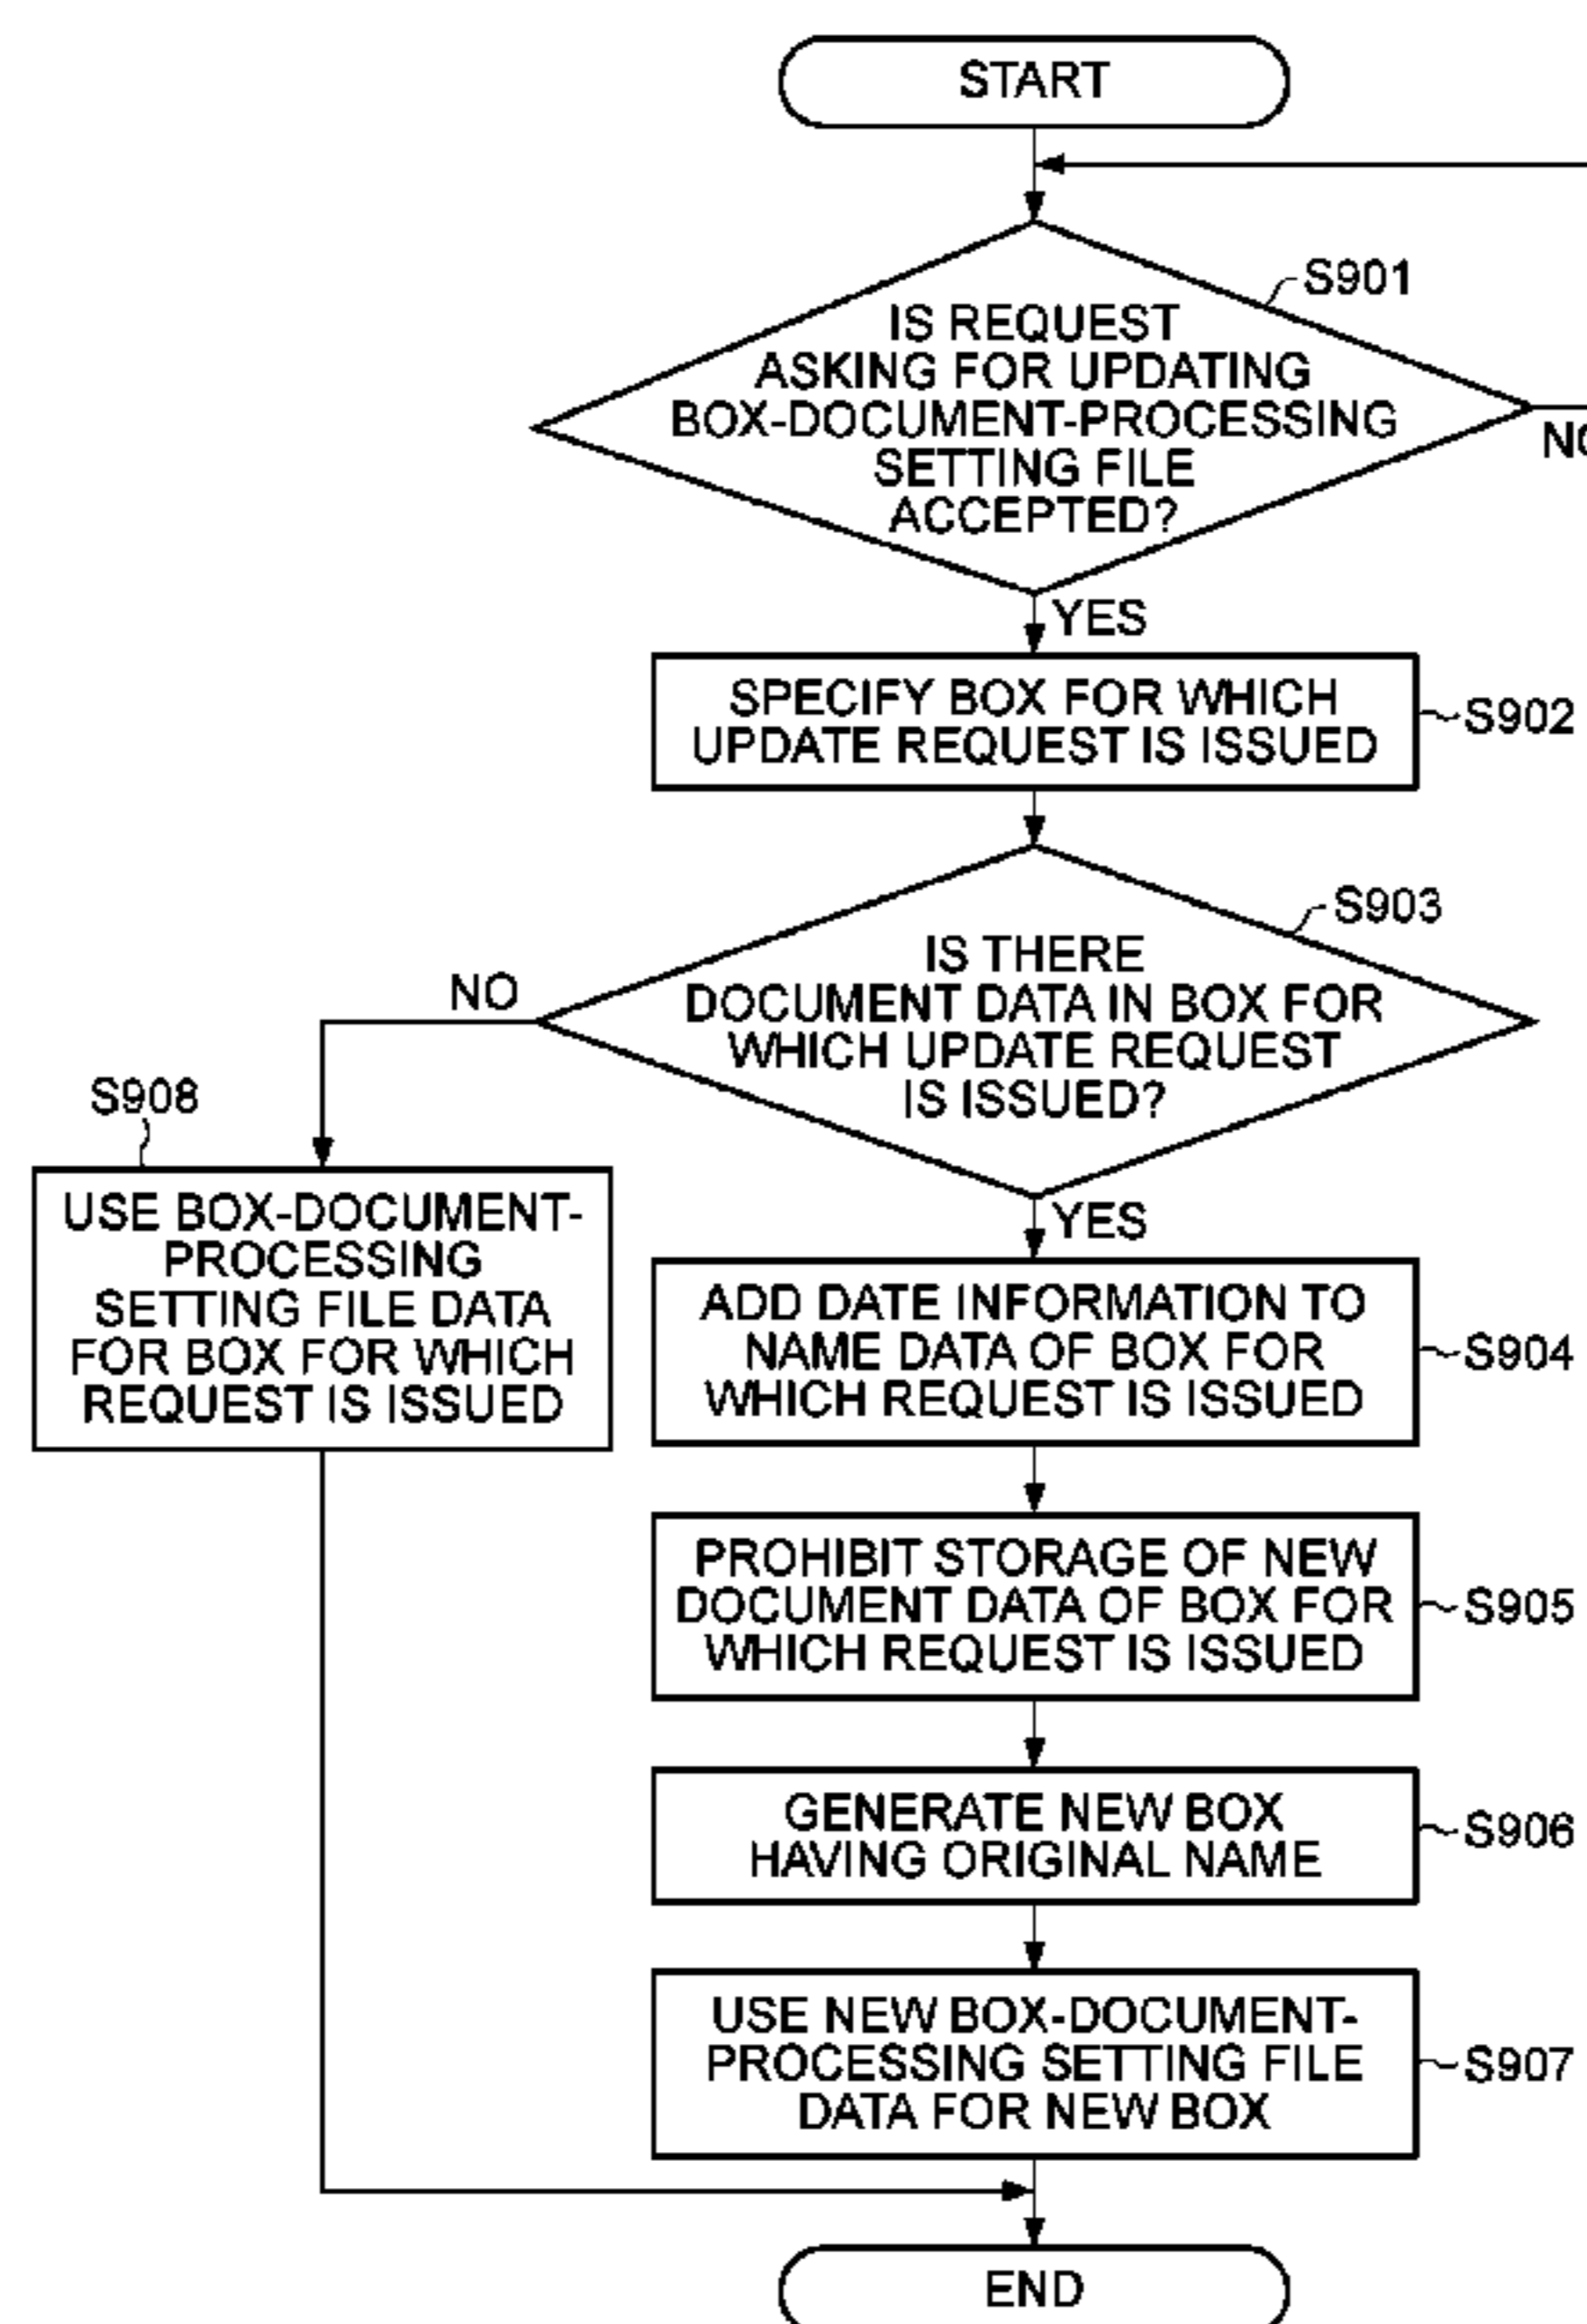 START
S901
IS REQUEST
ASKING FOR UPDATING
BOX-DOCUMENT-PROCESSING
SETTING FILE
ACCEPTED?
NO
YES
SPECIFY BOX FOR WHICH
UPDATE REQUEST IS ISSUED
S902
S903
IS THERE
DOCUMENT DATA IN BOX FOR
WHICH UPDATE REQUEST
IS ISSUED?
NO
S908
USE BOX-DOCUMENT-
PROCESSING
SETTING FILE DATA
FOR BOX FOR WHICH
REQUEST IS ISSUED
YES
ADD DATE INFORMATION TO
NAME DATA OF BOX FOR
WHICH REQUEST IS ISSUED
S904
PROHIBIT STORAGE OF NEW
DOCUMENT DATA OF BOX FOR
WHICH REQUEST IS ISSUED
S905
GENERATE NEW BOX
HAVING ORIGINAL NAME
S906
USE NEW BOX-DOCUMENT-
PROCESSING SETTING FILE
DATA FOR NEW BOX
S907
END